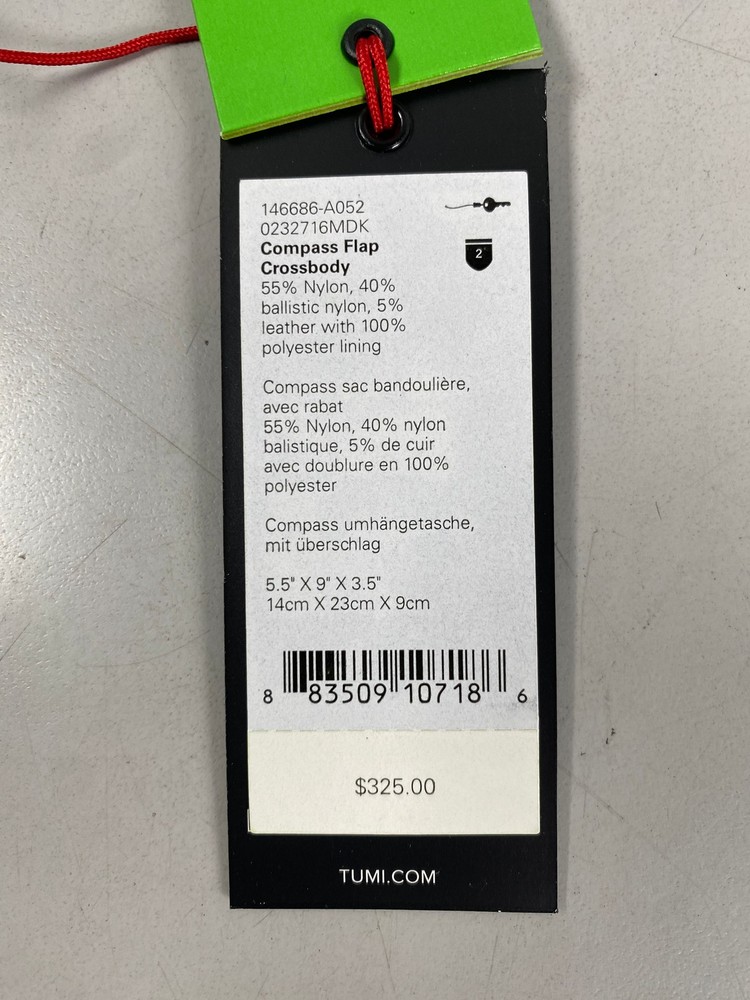 146686-A052
0232716MDK
Compass Flap
Crossbody
55% Nylon, 40%
ballistic nylon, 5%
leather with 100%
polyester lining
2
Compass sac bandoulière,
avec rabat
55% Nylon, 40% nylon
balistique, 5% de cuir
avec doublure en 100%
polyester
Compass umhängetasche,
mit überschlag
5.5" X 9" X 3.5"
14cm X 23cm X 9cm
8 83509 10718 6
$325.00
TUMI.COM